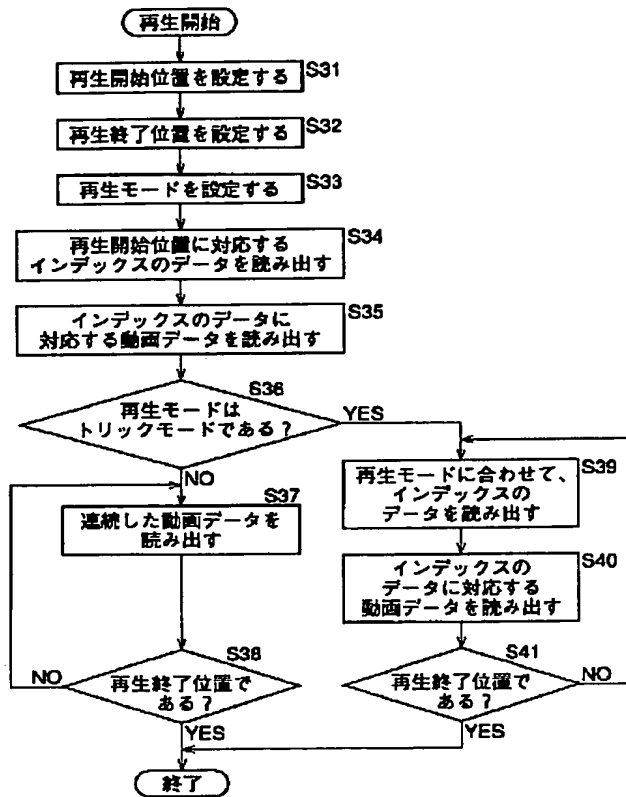 再生開始
再生開始位置を設定する
S31
再生終了位置を設定する
S32
再生モードを設定する
S33
再生開始位置に対応する
インデックスのデータを読み出す
S34
インデックスのデータに
対応する動画データを読み出す
S35
S36
再生モードは
トリックモードである？
YES
NO
S37
連続した動画データを
読み出す
S38
NO
再生終了位置で
ある？
YES
S39
再生モードに合わせて、
インデックスの
データを読み出す
S40
インデックスの
データに対応する
動画データを読み出す
S41
再生終了位置で
ある？
NO
YES
終了